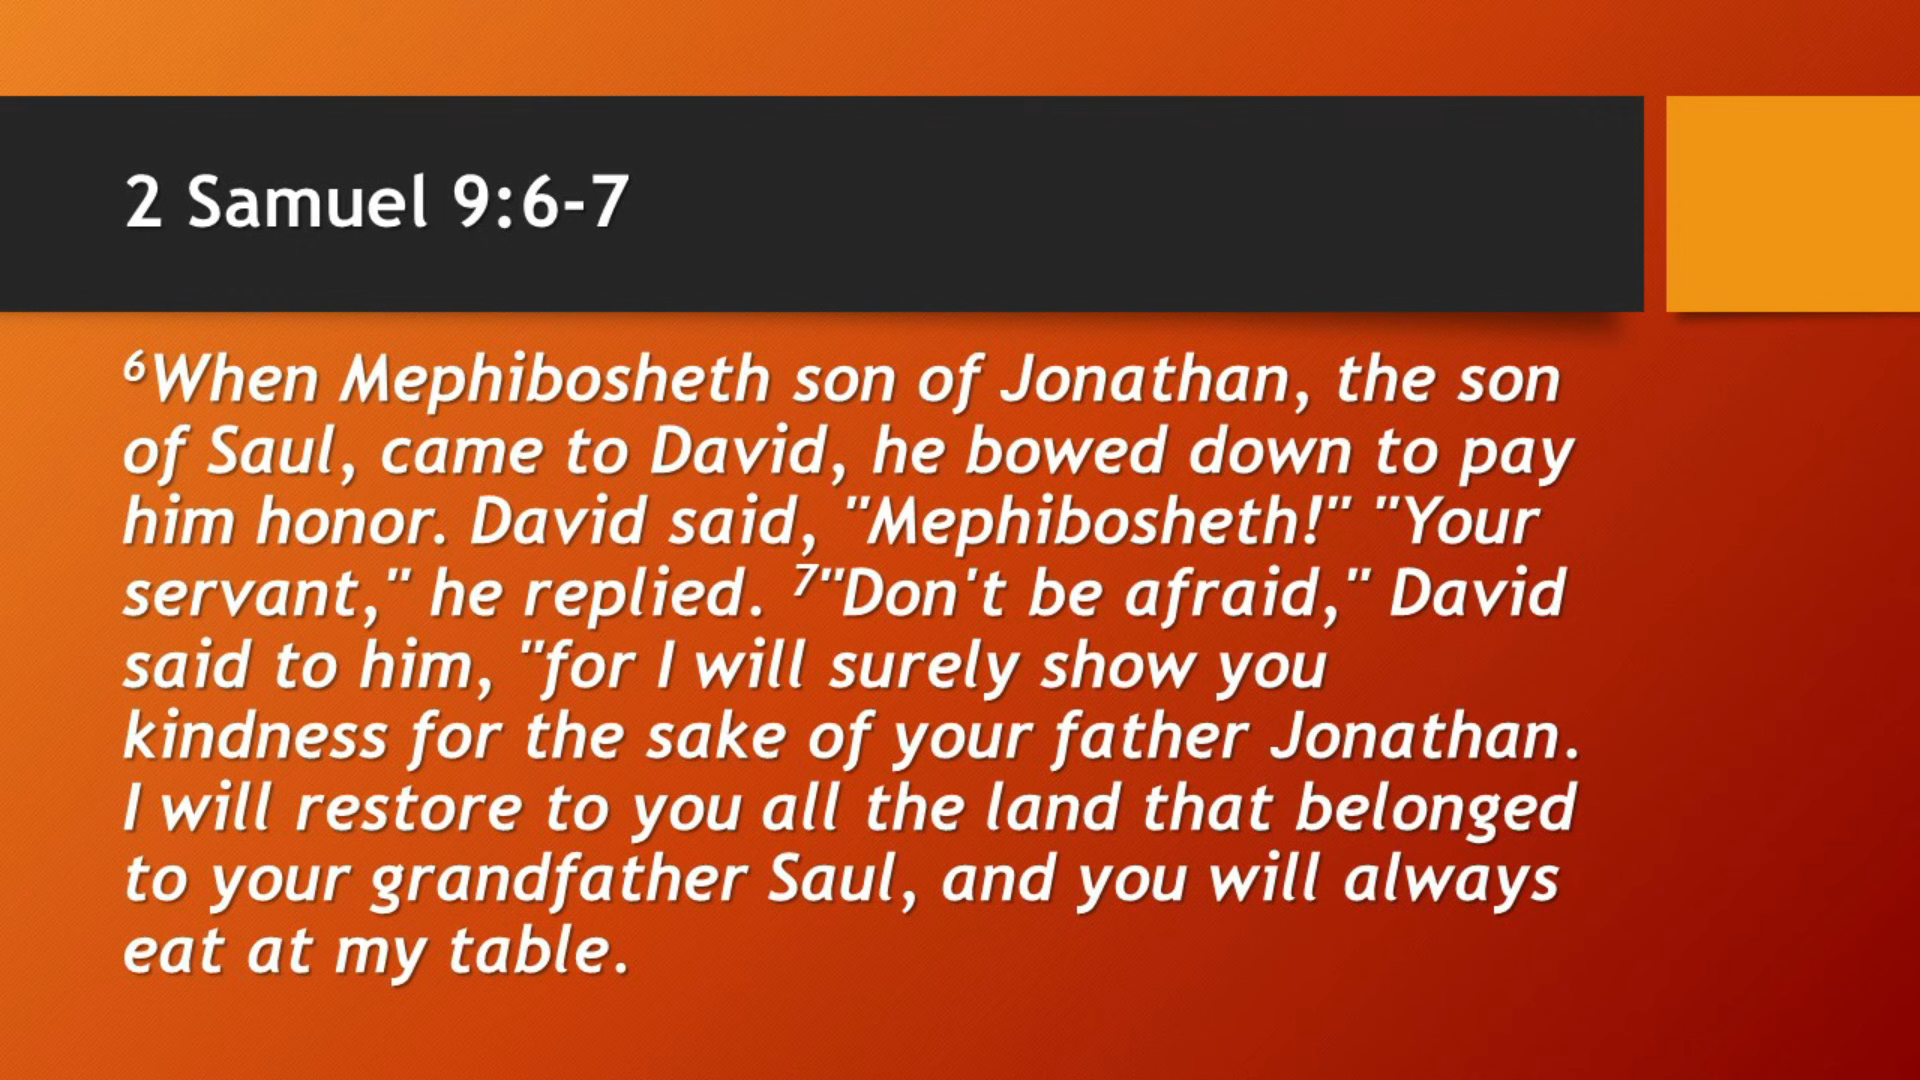 2 Samuel 9:6-7
⁶When Mephibosheth son of Jonathan, the son
of Saul, came to David, he bowed down to pay
him honor. David said, "Mephibosheth!" "Your
servant," he replied. ⁷"Don't be afraid," David
said to him, "for I will surely show you
kindness for the sake of your father Jonathan.
I will restore to you all the land that belonged
to your grandfather Saul, and you will always
eat at my table.